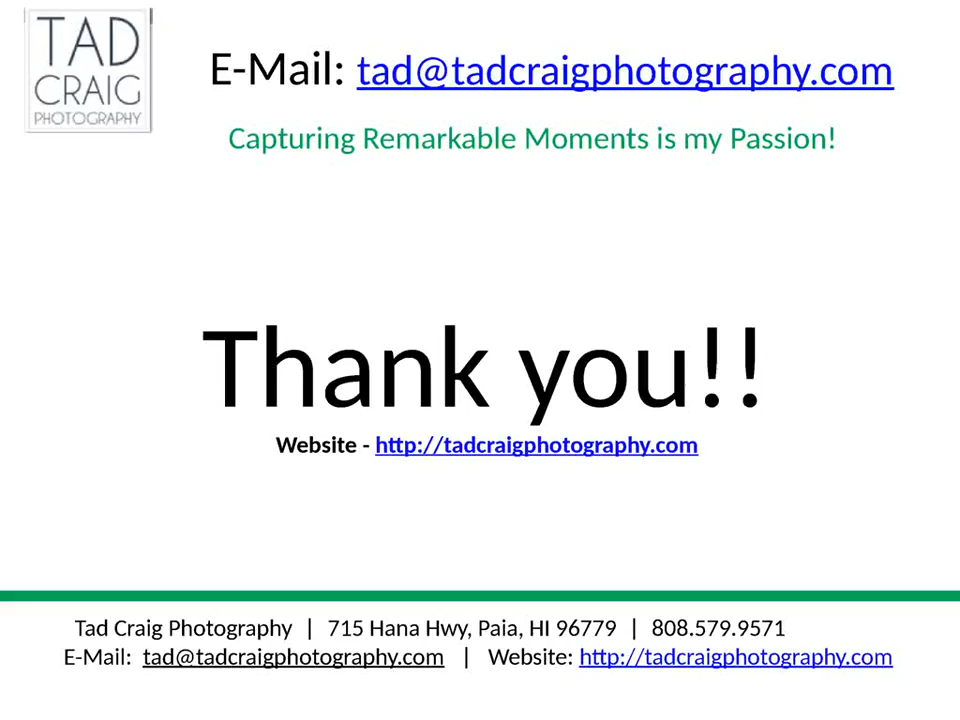 TAD
CRAIG
PHOTOGRAPHY
E-Mail: tad@tadcraigphotography.com
Capturing Remarkable Moments is my Passion!
Thank you!!
Website - http://tadcraigphotography.com
Tad Craig Photography | 715 Hana Hwy, Paia, HI 96779 | 808.579.9571
E-Mail: tad@tadcraigphotography.com | Website: http://tadcraigphotography.com